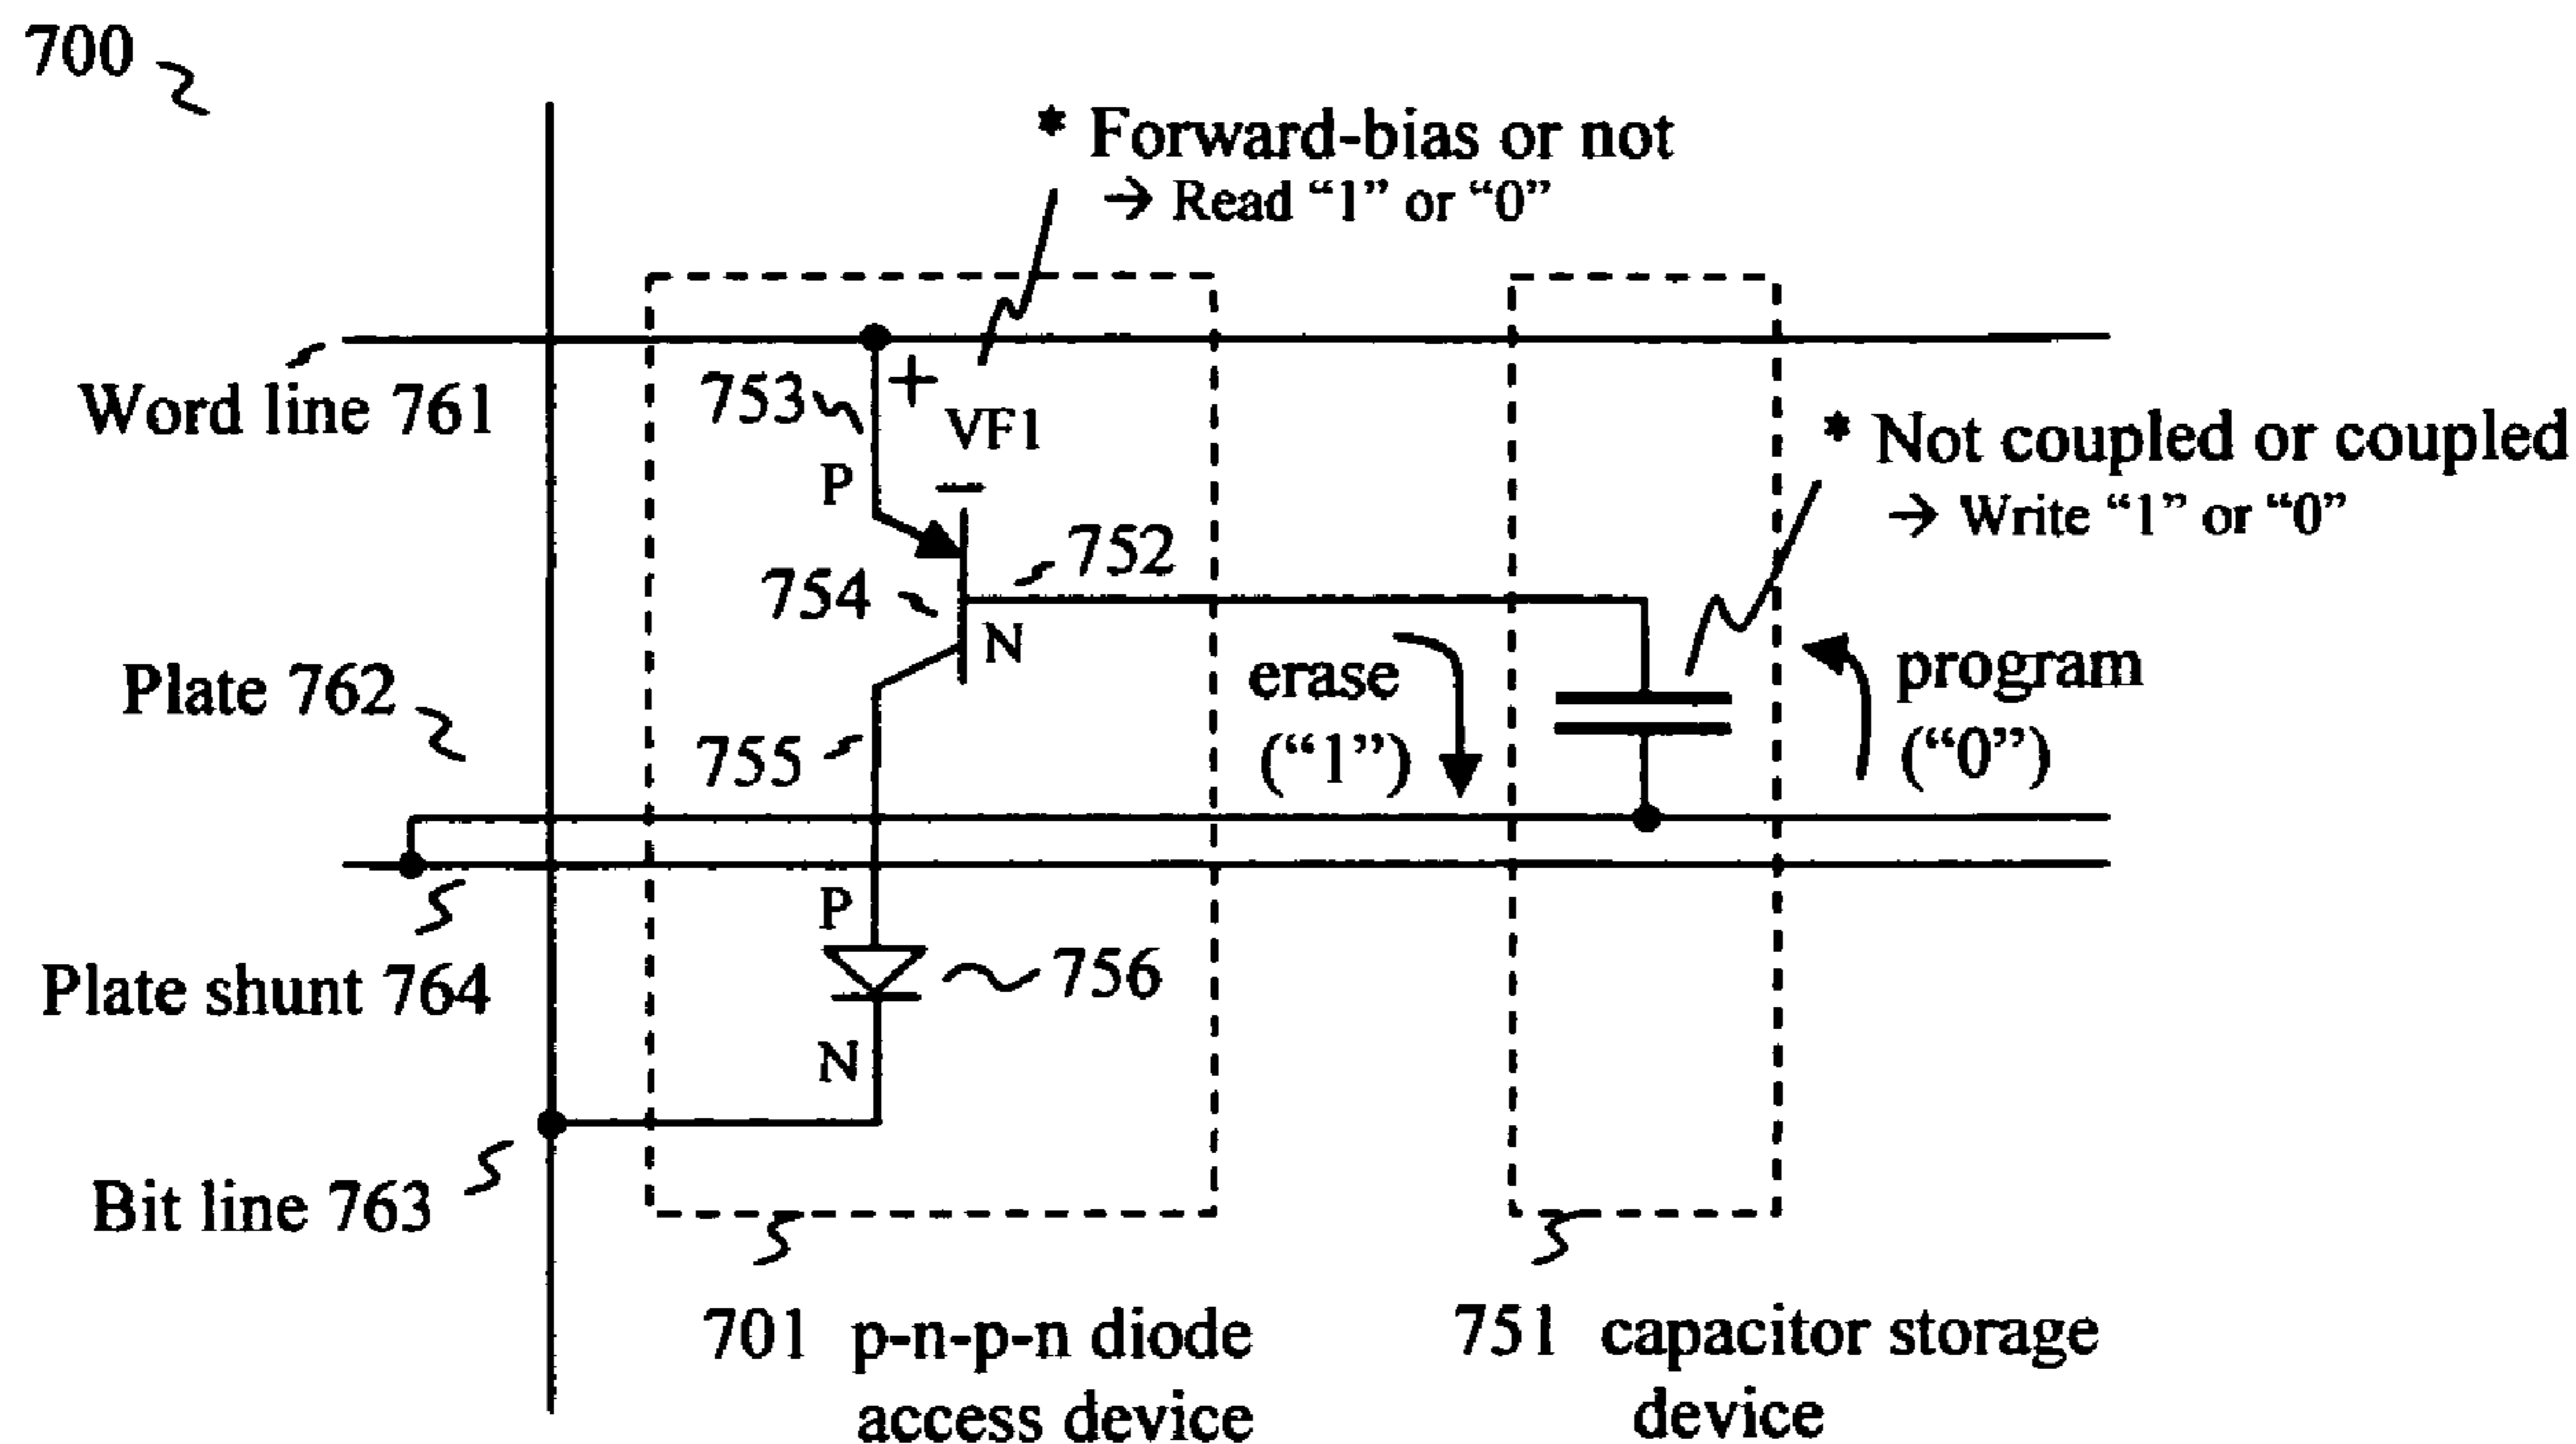 700
* Forward-bias or not
→ Read “1” or “0”
Word line 761
753
+
VF1
−
P
* Not coupled or coupled
→ Write “1” or “0”
752
754
N
Plate 762
755
erase
(“1”)
program
(“0”)
P
Plate shunt 764
756
N
Bit line 763
701 p-n-p-n diode
access device
751 capacitor storage
device